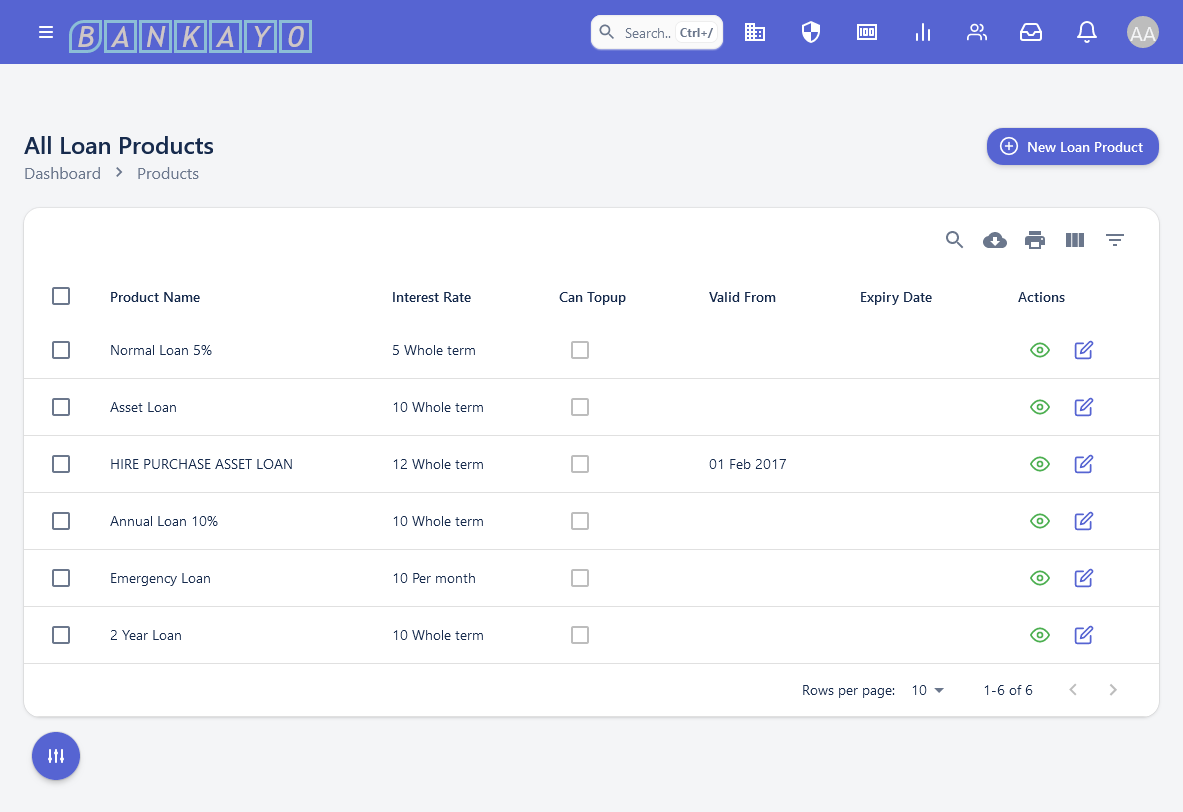 BANKAYO Search.. Ctrl+/ AA
All Loan Products
New Loan Product
Dashboard Products
Product Name Interest Rate Can Topup Valid From Expiry Date Actions
Normal Loan 5% 5 Whole term
Asset Loan 10 Whole term
HIRE PURCHASE ASSET LOAN 12 Whole term 01 Feb 2017
Annual Loan 10% 10 Whole term
Emergency Loan 10 Per month
2 Year Loan 10 Whole term
Rows per page: 10 1-6 of 6